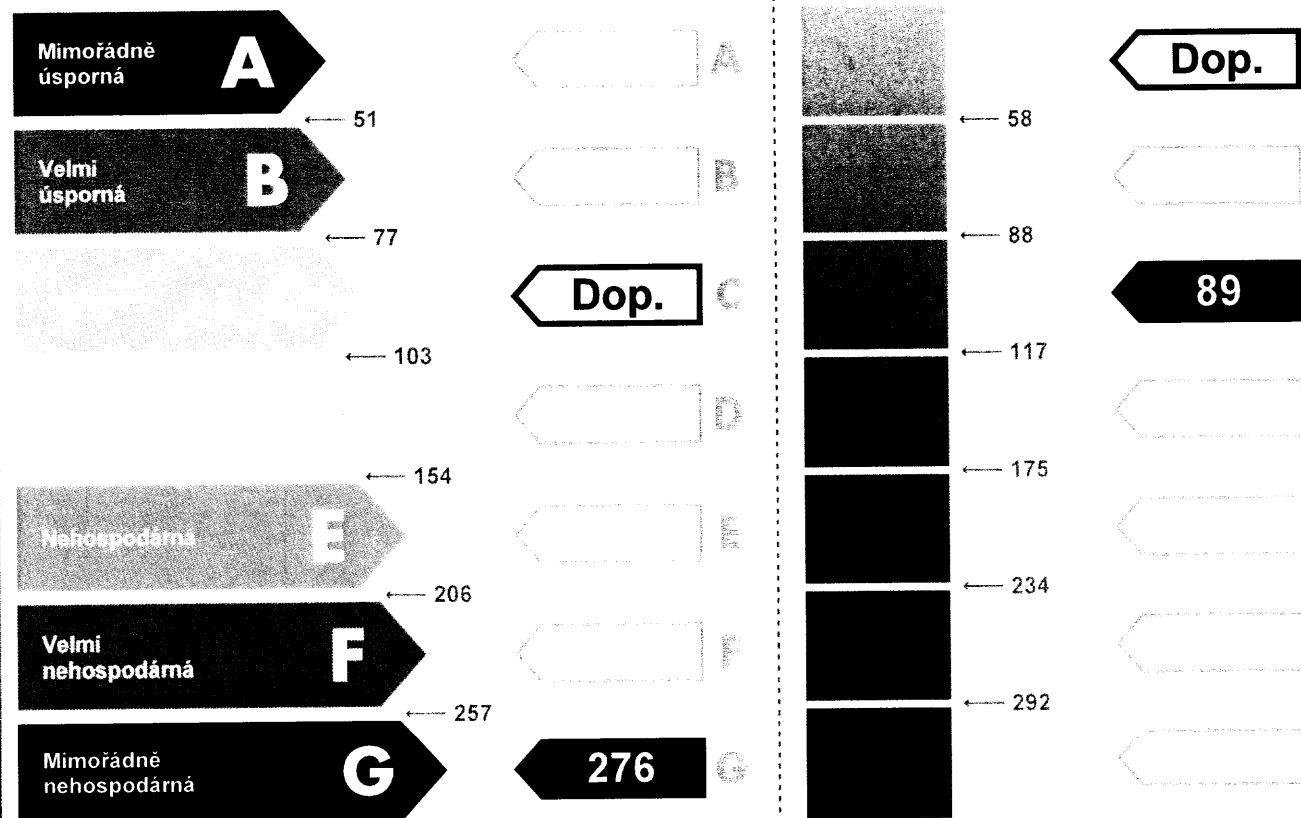 Mimořádně
úsporná
A
A
Dop.
51
58
Velmi
úsporná
B
B
77
88
Dop.
C
89
103
117
D
154
175
Nehospodárná
E
E
206
234
Velmi
nehospodárná
F
F
257
292
Mimořádně
nehospodárná
G
276
G